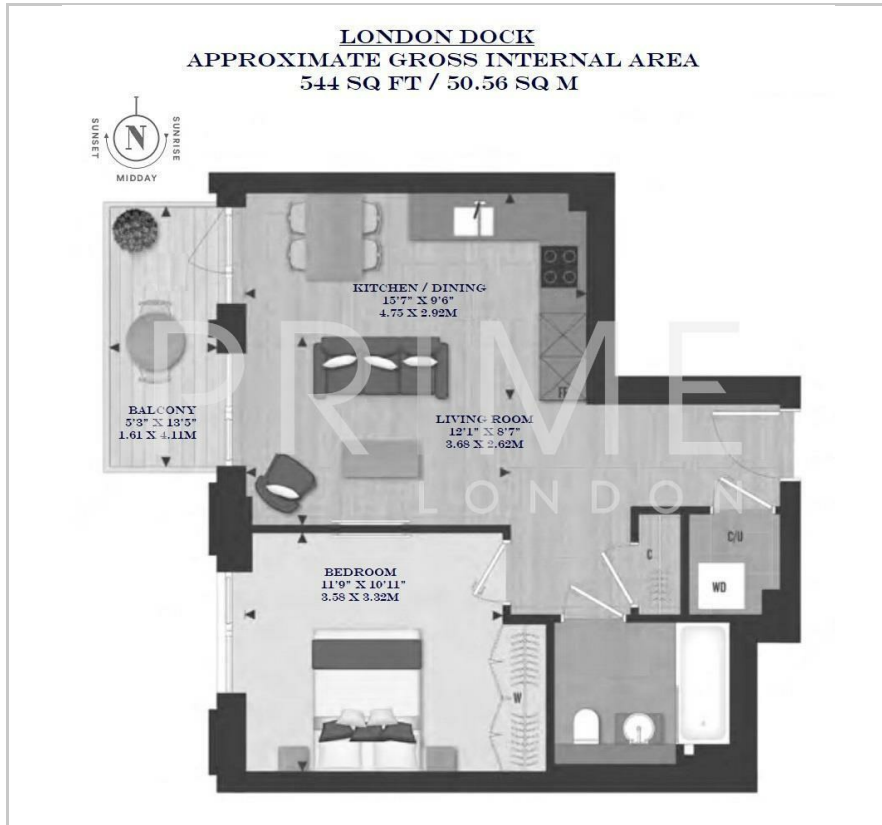 LONDON DOCK
APPROXIMATE GROSS INTERNAL AREA
544 SQ FT / 50.56 SQ M
N
SUNSET
SUNRISE
MIDDAY
KITCHEN / DINING
15'7" X 9'6"
4.75 X 2.92M
BALCONY
5'3" X 13'5"
1.61 X 4.11M
LIVING ROOM
12'1" X 8'7"
3.68 X 2.62M
FF
PRIME
LONDON
C/U
WD
C
BEDROOM
11'9" X 10'11"
3.58 X 3.32M
W